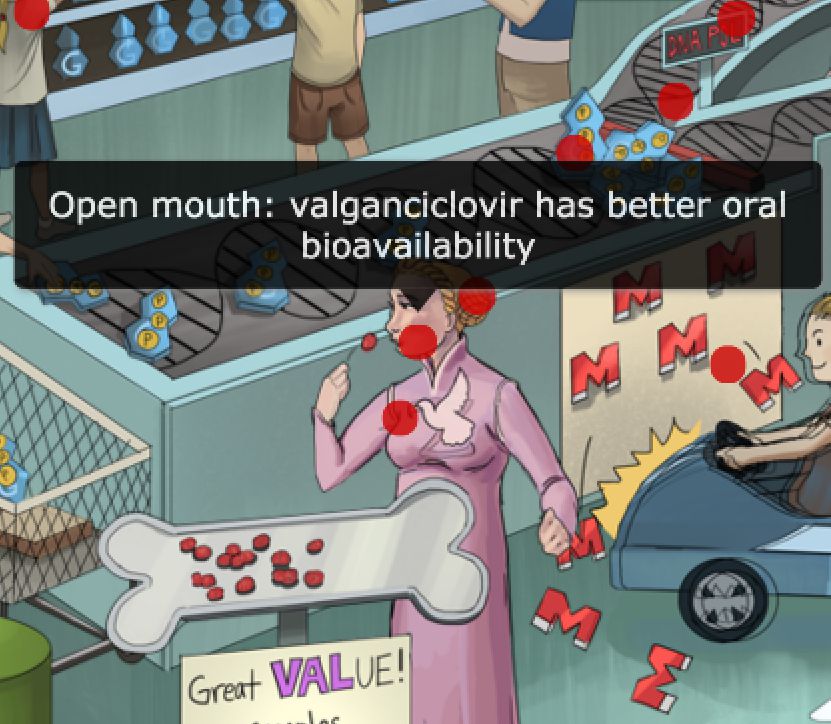 G G G G G G
DNA POL
P P P P
Open mouth: valganciclovir has better oral
bioavailability
P P P
M M
M M M
M
M
Great VALUE!